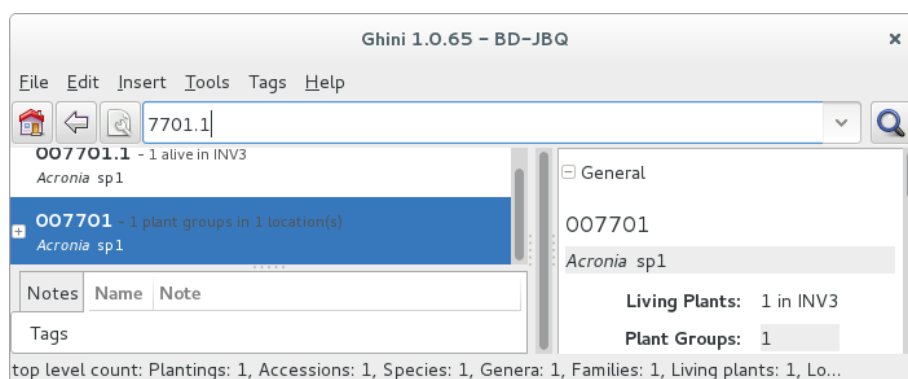 Ghini 1.0.65 – BD-JBQ
File Edit Insert Tools Tags Help
7701.1
007701.1 - 1 alive in INV3
Acronia sp1
007701 - 1 plant groups in 1 location(s)
Acronia sp1
Notes Name Note
Tags
General
007701
Acronia sp1
Living Plants: 1 in INV3
Plant Groups: 1
top level count: Plantings: 1, Accessions: 1, Species: 1, Genera: 1, Families: 1, Living plants: 1, Lo...